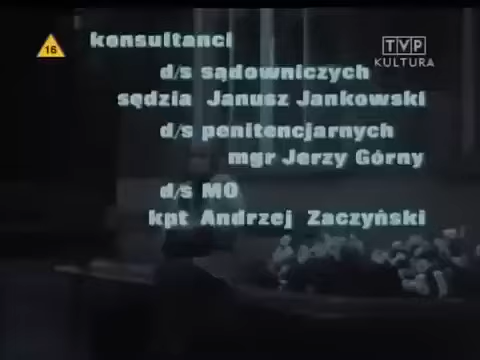 konsultanci
16
TVP
KULTURA
d/s sądowniczych
sędzia Janusz Jankowski
d/s penitencjarnych
mgr Jerzy Górny
d/s MO
kpt Andrzej Zaczyński